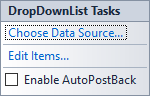 DropDownList Tasks
Choose Data Source...
Edit Items...
Enable AutoPostBack